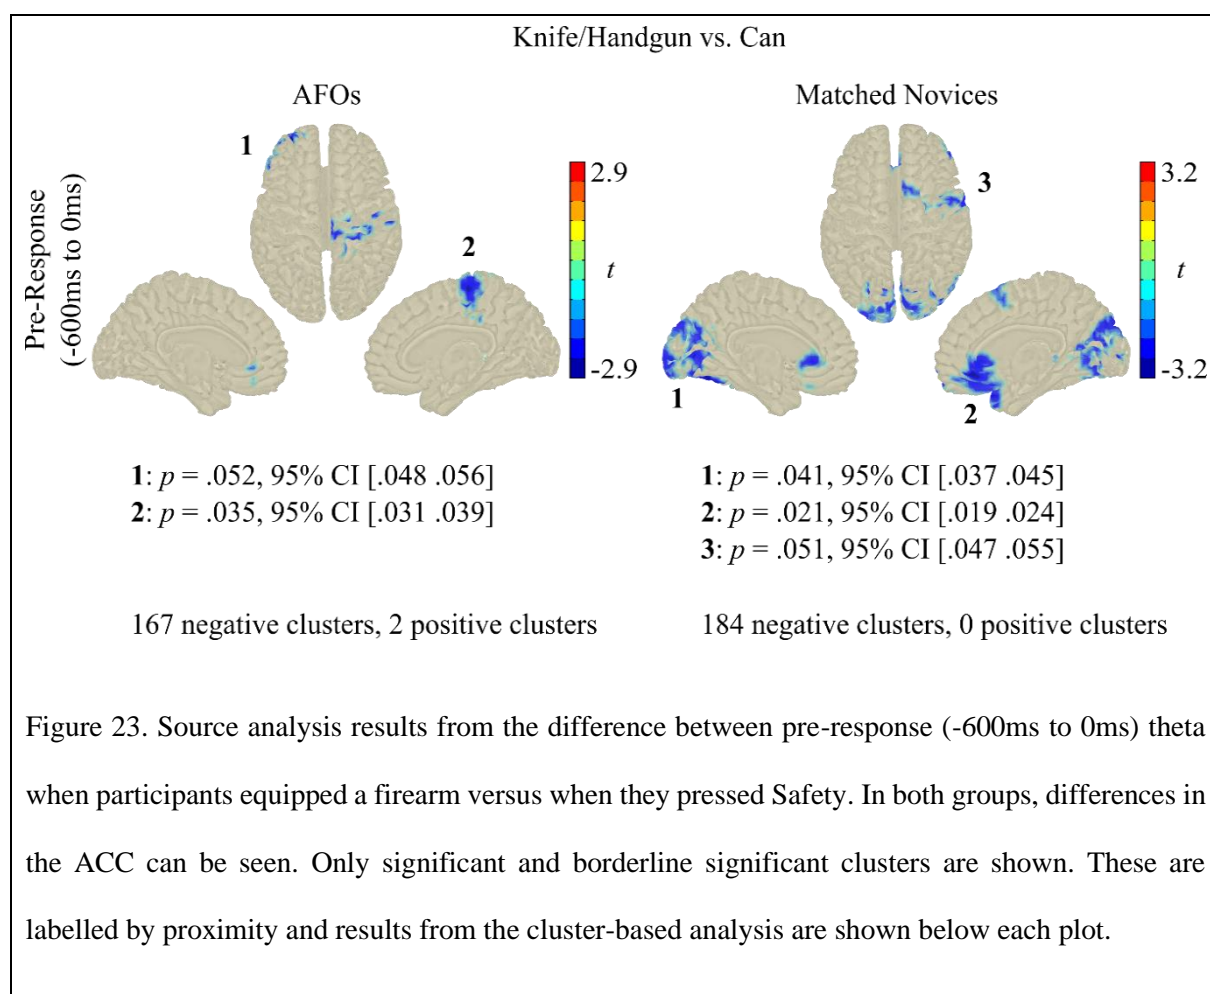 Knife/Handgun vs. Can
AFOs
Matched Novices
Pre-Response
(-600ms to 0ms)
1
2
2.9
t
-2.9
3
1
2
3.2
t
-3.2
1: p = .052, 95% CI [.048 .056]
2: p = .035, 95% CI [.031 .039]
1: p = .041, 95% CI [.037 .045]
2: p = .021, 95% CI [.019 .024]
3: p = .051, 95% CI [.047 .055]
167 negative clusters, 2 positive clusters
184 negative clusters, 0 positive clusters
Figure 23. Source analysis results from the difference between pre-response (-600ms to 0ms) theta
when participants equipped a firearm versus when they pressed Safety. In both groups, differences in
the ACC can be seen. Only significant and borderline significant clusters are shown. These are
labelled by proximity and results from the cluster-based analysis are shown below each plot.